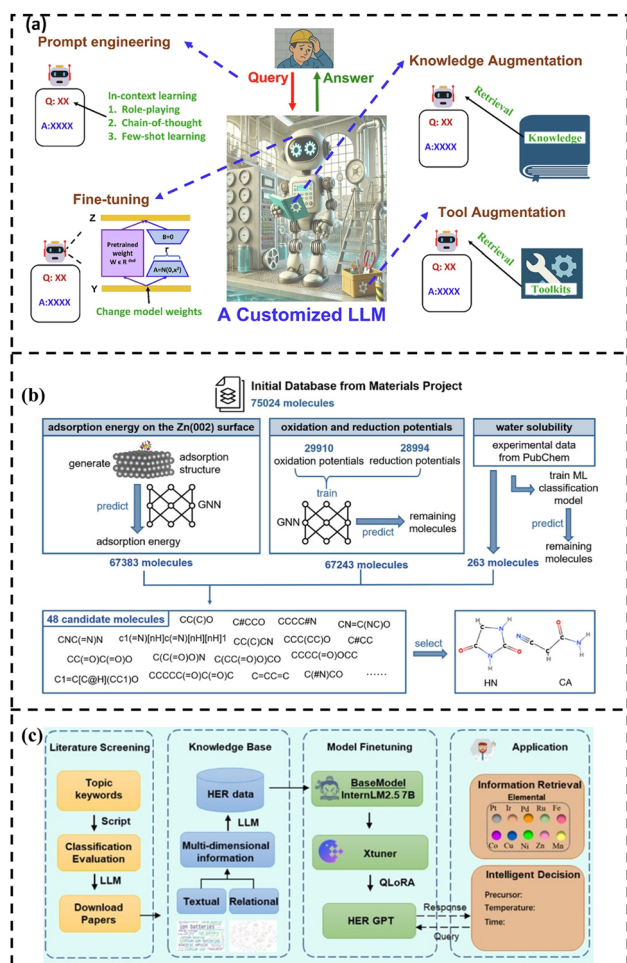 (a)
Prompt engineering
Query
Answer
Knowledge Augmentation
Q: XX
A:XXXX
In-context learning
1. Role-playing
2. Chain-of-thought
3. Few-shot learning
Q: XX
A:XXXX
Retrieval
Knowledge
Fine-tuning
Z
Pretrained
weight
B=0
r
Y
Q: XX
A:XXXX
Change model weights
Tool Augmentation
Q: XX
A:XXXX
Retrieval
Toolkits
A Customized LLM
(b)
Initial Database from Materials Project
75024 molecules
adsorption energy on the Zn(002) surface
generate
adsorption
structure
predict
GNN
adsorption energy
67383 molecules
oxidation and reduction potentials
29910
oxidation potentials
28994
reduction potentials
train
GNN
predict
remaining
molecules
67243 molecules
water solubility
experimental data
from PubChem
train ML
classification
model
predict
remaining
molecules
263 molecules
48 candidate molecules
CC(C)O
C#CCO
CCCC#N
CN=C(NC)O
CNC(=N)N
c1(=N)[nH]c(=N)[nH][nH]1
CC(C)CN
CCC(CC)O
C#CC
CC(=O)C(=O)O
C(C(=O)O)N
C(CC(=O)O)CO
CCCC(=O)OCC
C1=C[C@H](CC1)O
CCCCC(=O)C(=O)C
C=CC=C
C(#N)CO
······
select
HN
CA
(c)
Literature Screening
Topic
keywords
Script
Classification
Evaluation
LLM
Download
Papers
Knowledge Base
HER data
LLM
Multi-dimensional
information
Textual
Relational
Model Finetuning
BaseModel
InternLM2.5 7B
Xtuner
QLoRA
HER GPT
Response
Query
Application
Information Retrieval
Elemental
Pt Ir Pd Ru Fe
Co Cu Ni Zn Mn
Intelligent Decision
Precursor:
Temperature:
Time: